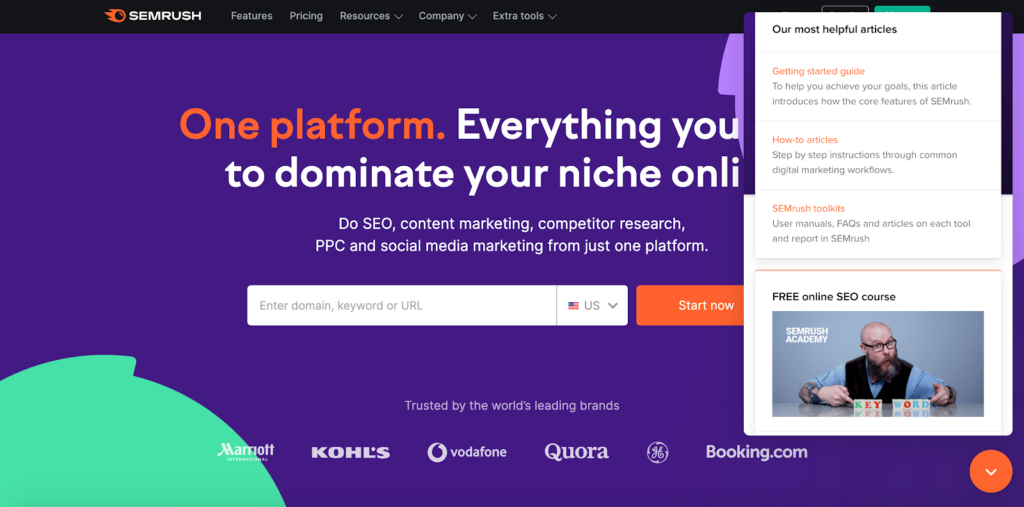 SEMRUSH
Features
Pricing
Resources
Company
Extra tools
One platform. Everything you
to dominate your niche onli
Do SEO, content marketing, competitor research,
PPC and social media marketing from just one platform.
Enter domain, keyword or URL
US
Start now
Trusted by the world's leading brands
Marriott
INTERNATIONAL
KOHL'S
vodafone
Quora
GE
Booking.com
Our most helpful articles
Getting started guide
To help you achieve your goals, this article
introduces how the core features of SEMrush.
How-to articles
Step by step instructions through common
digital marketing workflows.
SEMrush toolkits
User manuals, FAQs and articles on each tool
and report in SEMrush
FREE online SEO course
SEMRUSH
ACADEMY
KEY WORD